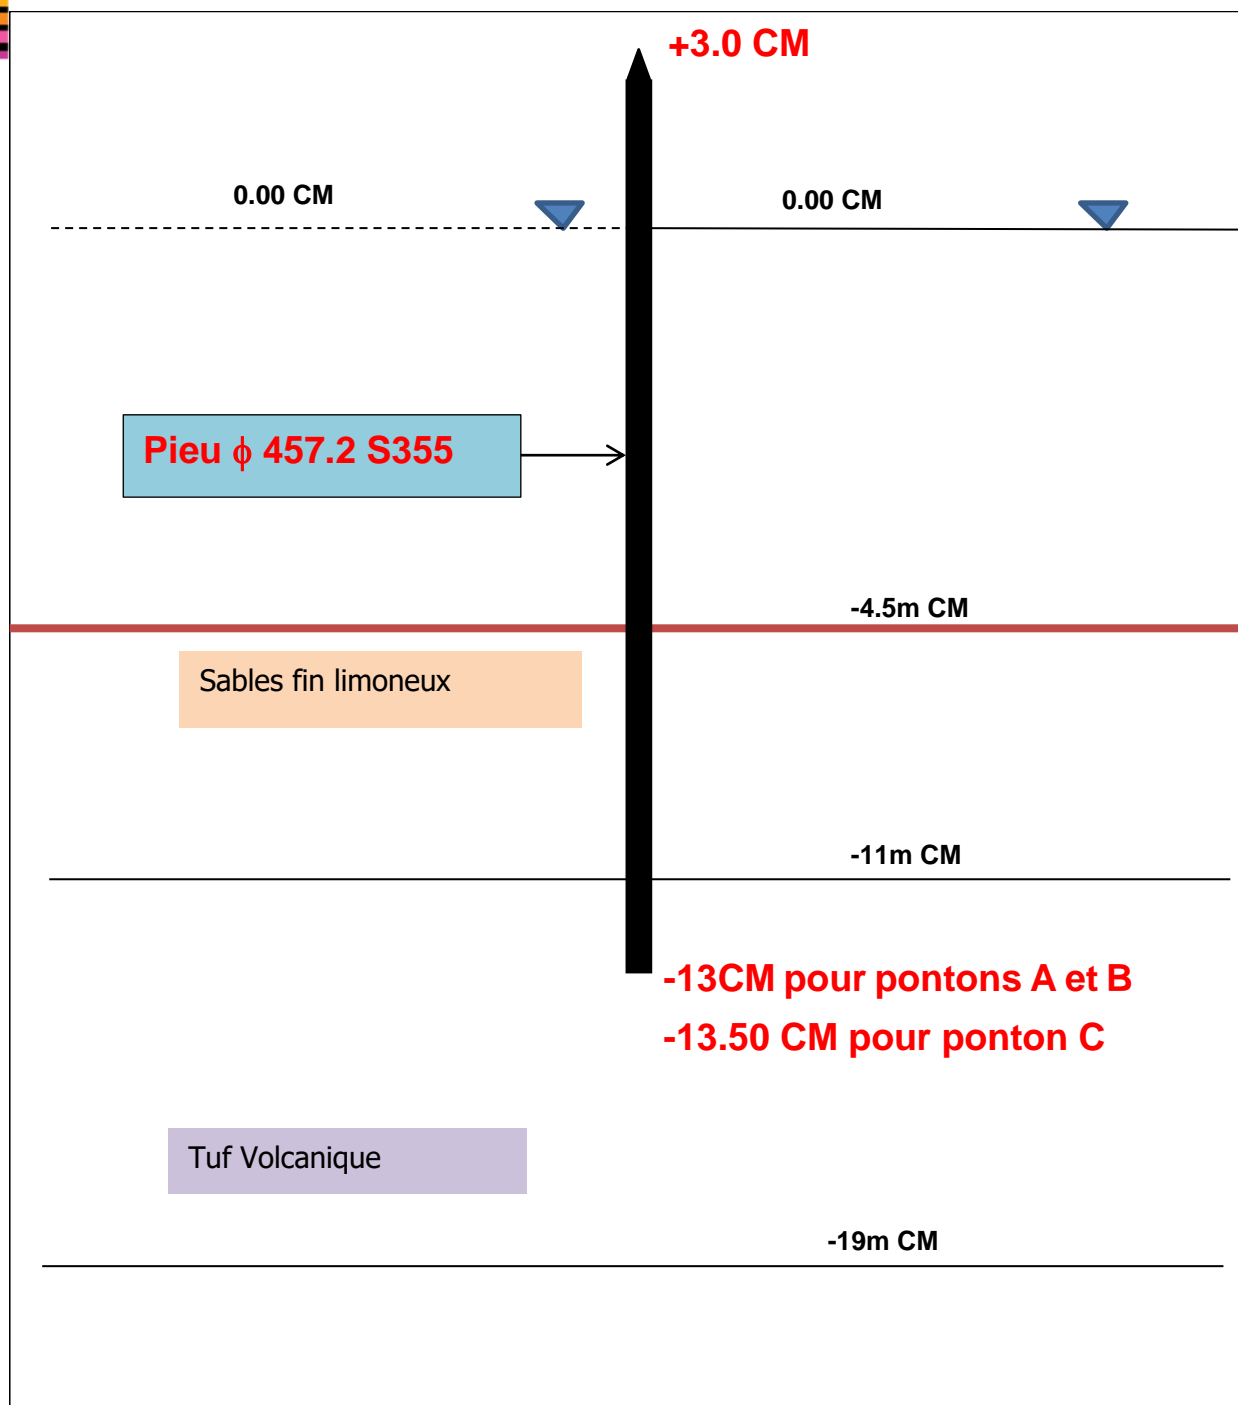 +3.0 CM
0.00 CM
0.00 CM
Pieu ϕ 457.2 S355
-4.5m CM
Sables fin limoneux
-11m CM
-13CM pour pontons A et B
-13.50 CM pour ponton C
Tuf Volcanique
-19m CM